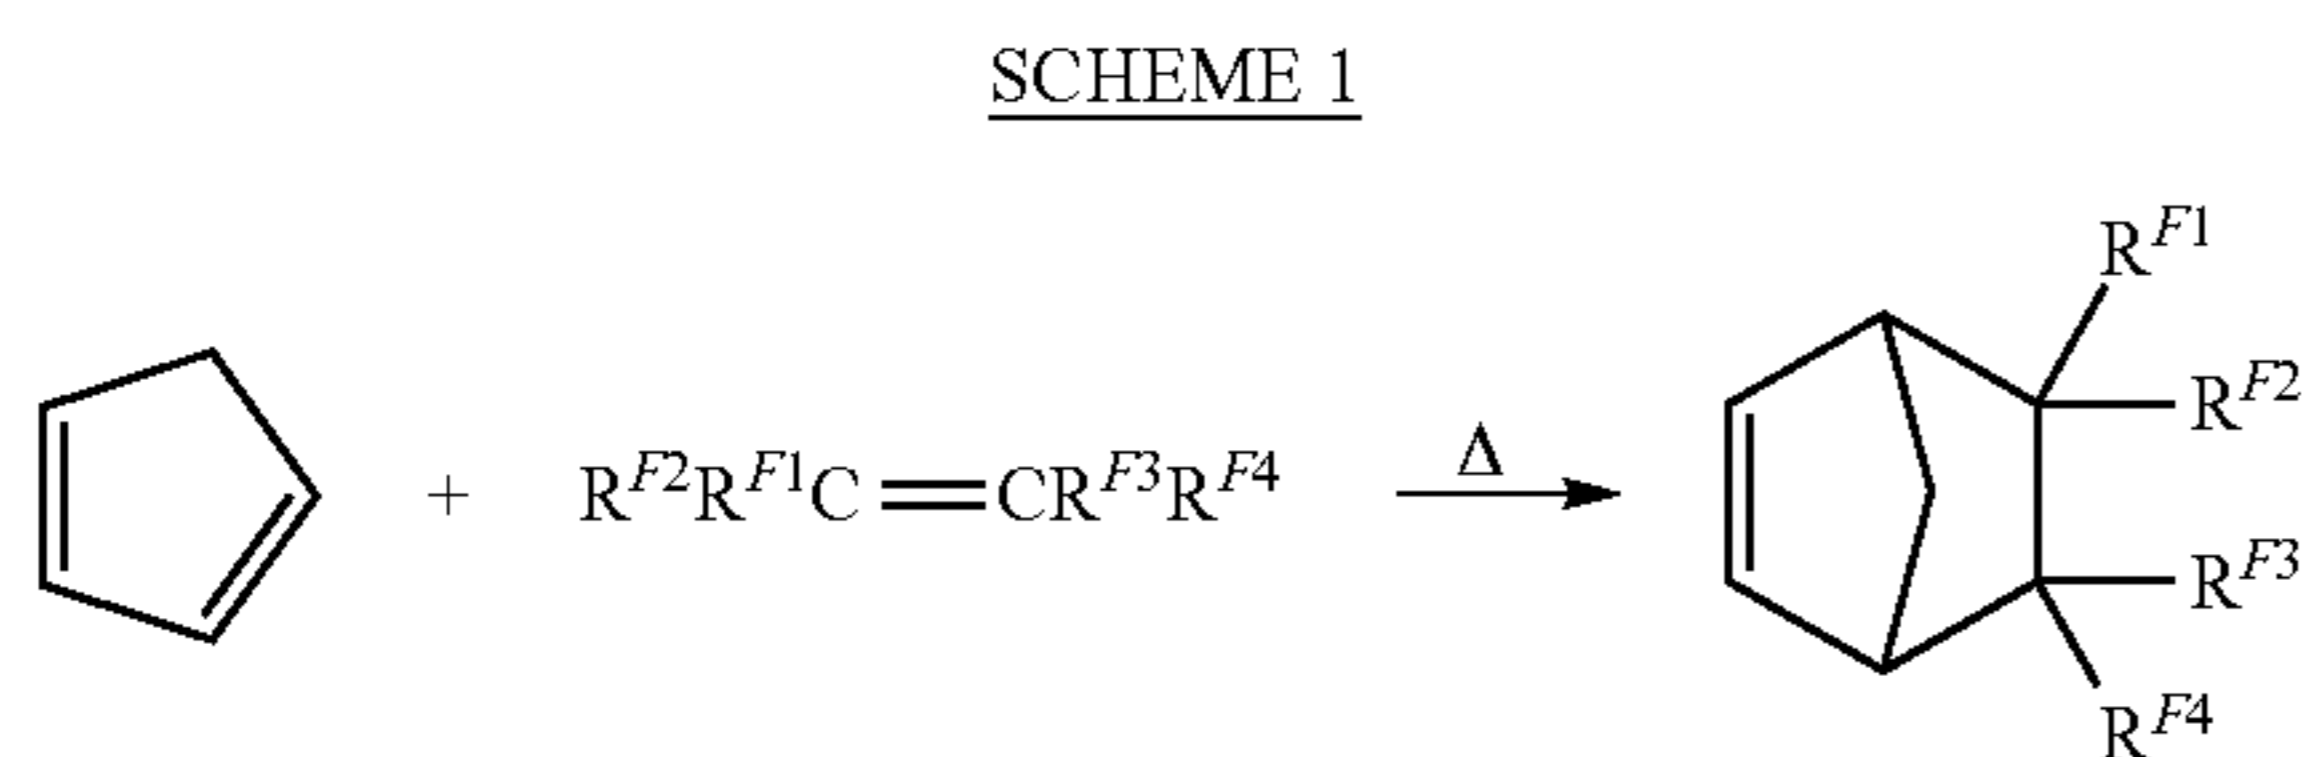 SCHEME 1
R^F1
R^F2
+ R^F2R^F1C=CR^F3R^F4 Δ
R^F3
R^F4